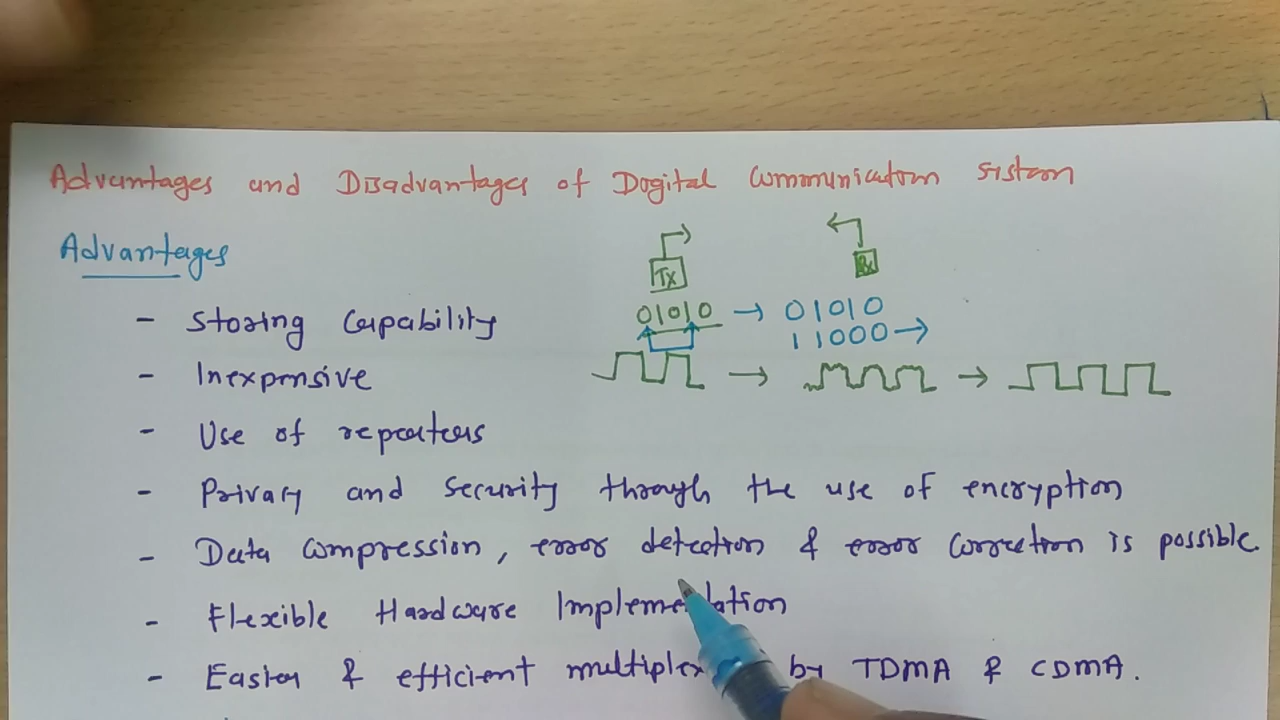 Advantages and Disadvantages of Digital Communication System
Advantages
TX
Rx
01010 → 01010
11000 →
- Storing Capability
- Inexpensive
- Use of repeaters
- Privacy and Security through the use of encryption
- Data compression, error detection & error correction is possible.
- Flexible Hardware Implementation
- Easier & efficient by TDMA & CDMA.